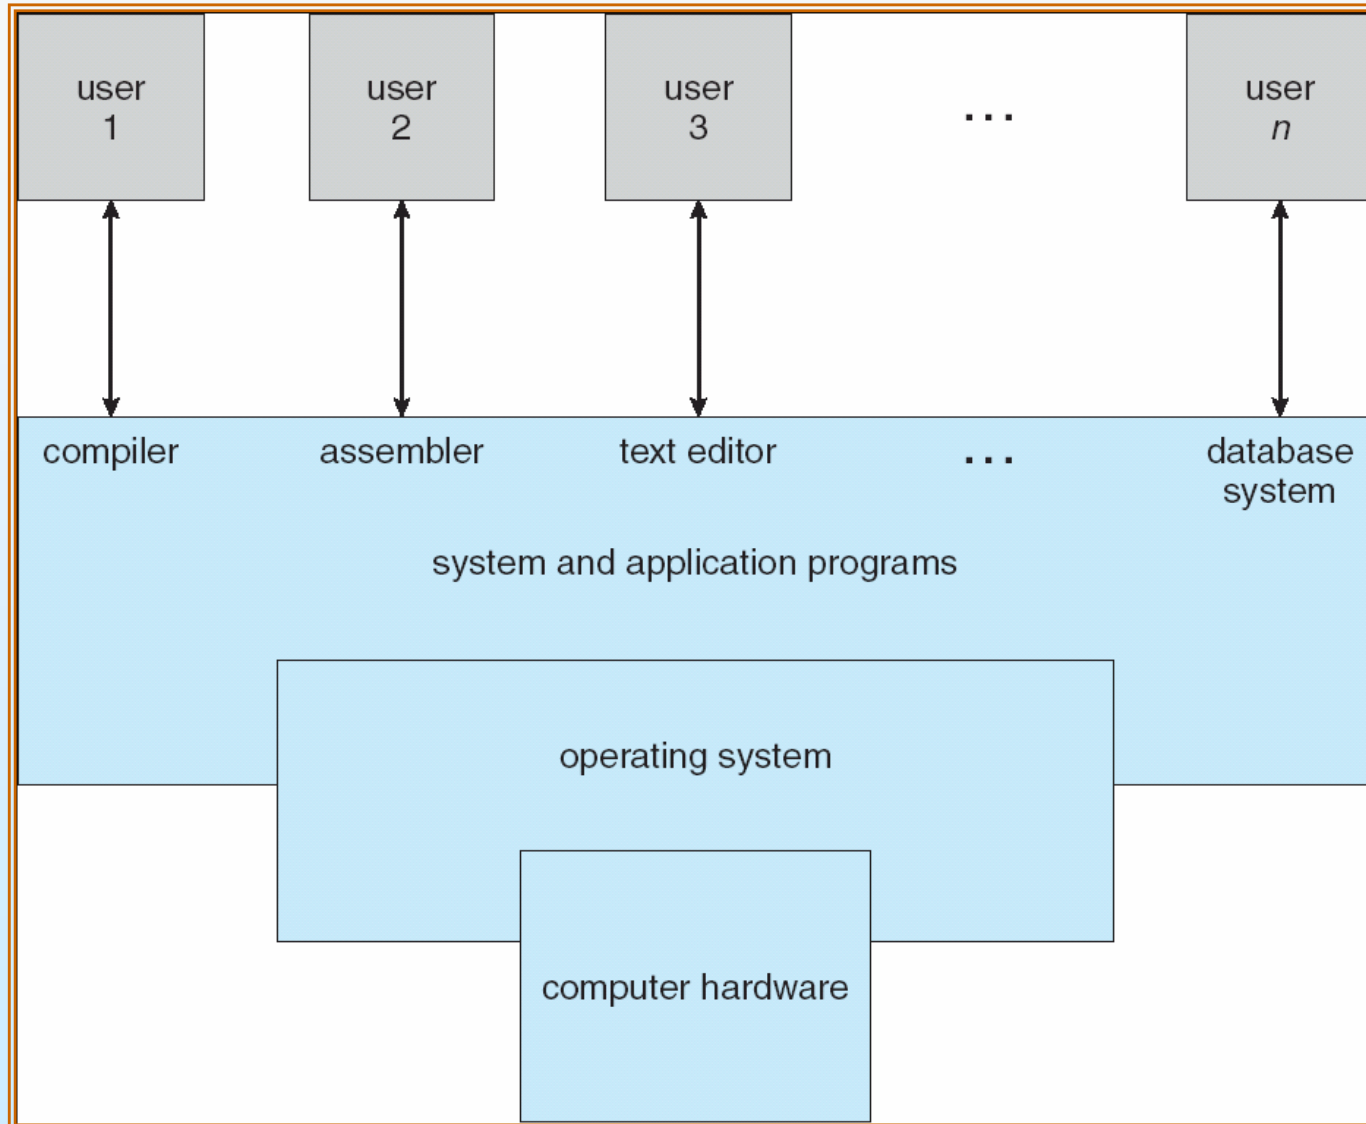 user
1
user
2
user
3
...
user
n
compiler
assembler
text editor
...
database
system
system and application programs
operating system
computer hardware